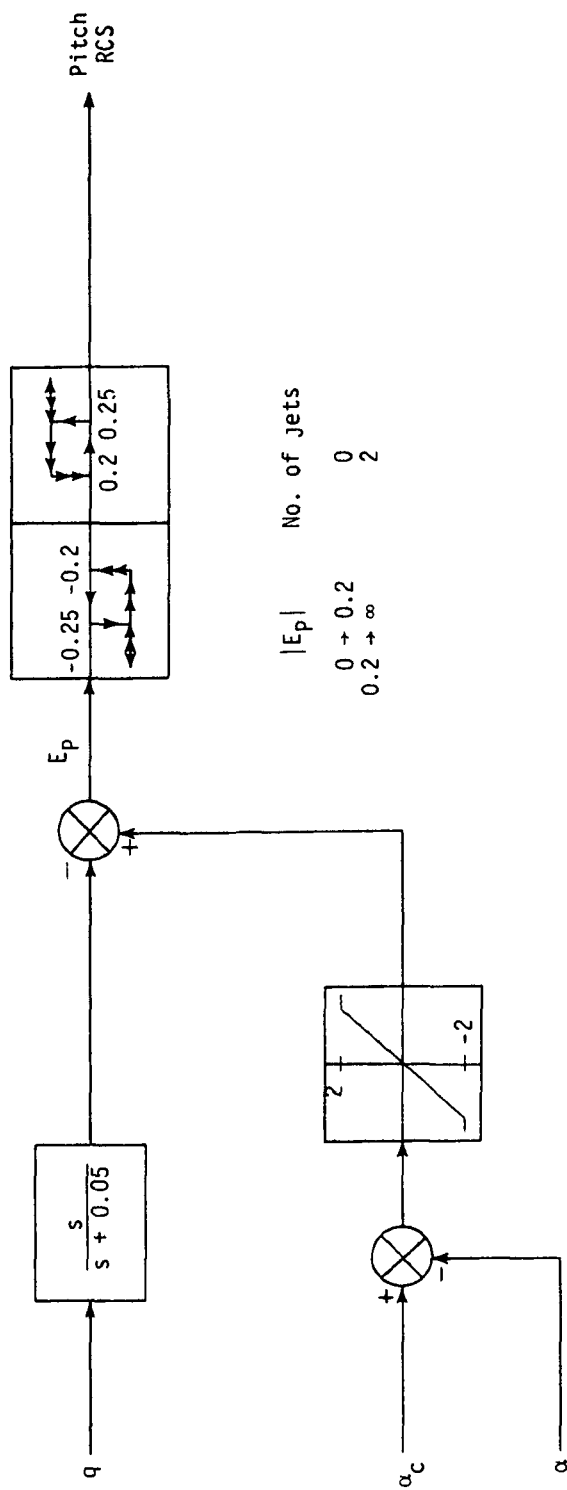 q
s
s + 0.05
−
+
E_p
-0.25 -0.2
0.2 0.25
Pitch
RCS
α_c
+
−
α
2
-2
|E_p| No. of jets
0 → 0.2 0
0.2 → ∞ 2